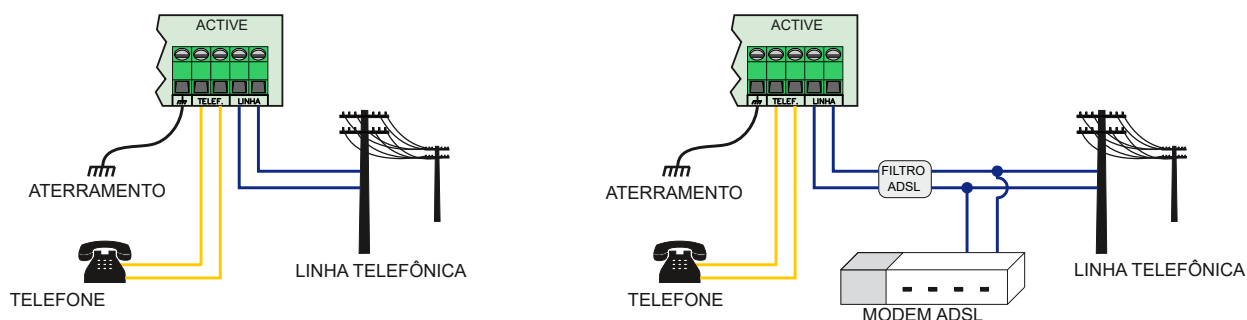 ACTIVE
TELEF. LINHA
ATERRAMENTO
LINHA TELEFÔNICA
TELEFONE
ACTIVE
TELEF. LINHA
FILTRO
ADSL
ATERRAMENTO
LINHA TELEFÔNICA
TELEFONE
MODEM ADSL